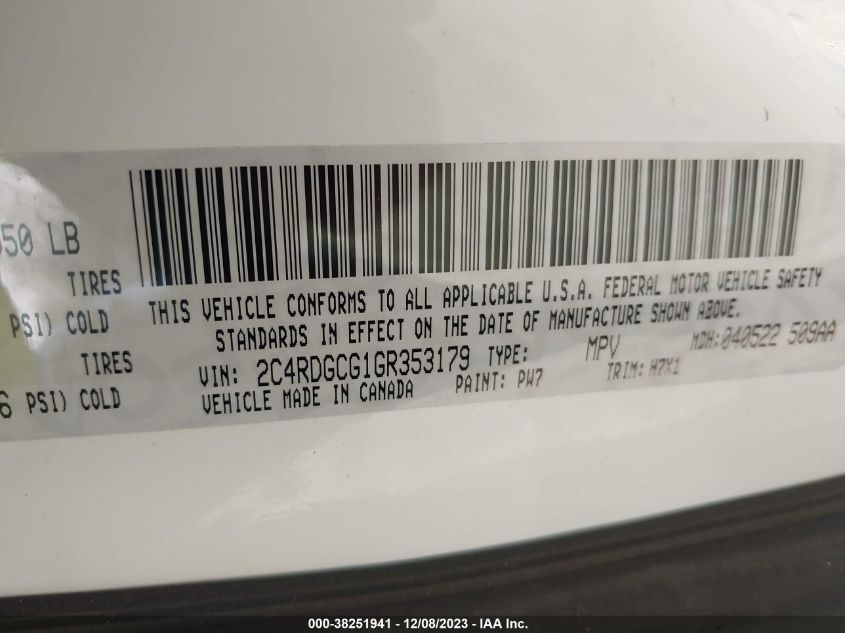 50 LB
TIRES
PSI) COLD
TIRES
6 PSI) COLD
THIS VEHICLE CONFORMS TO ALL APPLICABLE U.S.A. FEDERAL MOTOR VEHICLE SAFETY
STANDARDS IN EFFECT ON THE DATE OF MANUFACTURE SHOWN ABOVE.
VIN: 2C4RDGCG1GR353179 TYPE: MPV MDH:040522 509AA
VEHICLE MADE IN CANADA PAINT: PW7 TRIM: H7X1
000-38251941 - 12/08/2023 - IAA Inc.